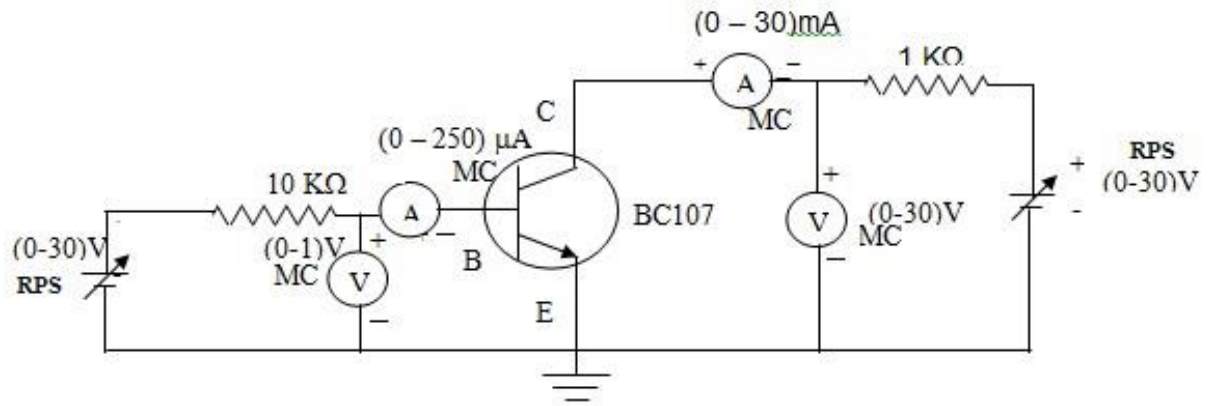 (0 – 30)mA
+
–
1 KΩ
A
C
MC
(0 – 250) µA
MC
+
RPS
(0-30)V
-
10 KΩ
A
BC107
+
V
(0-30)V
MC
–
(0-30)V
RPS
(0-1)V
MC
+
–
B
V
–
E